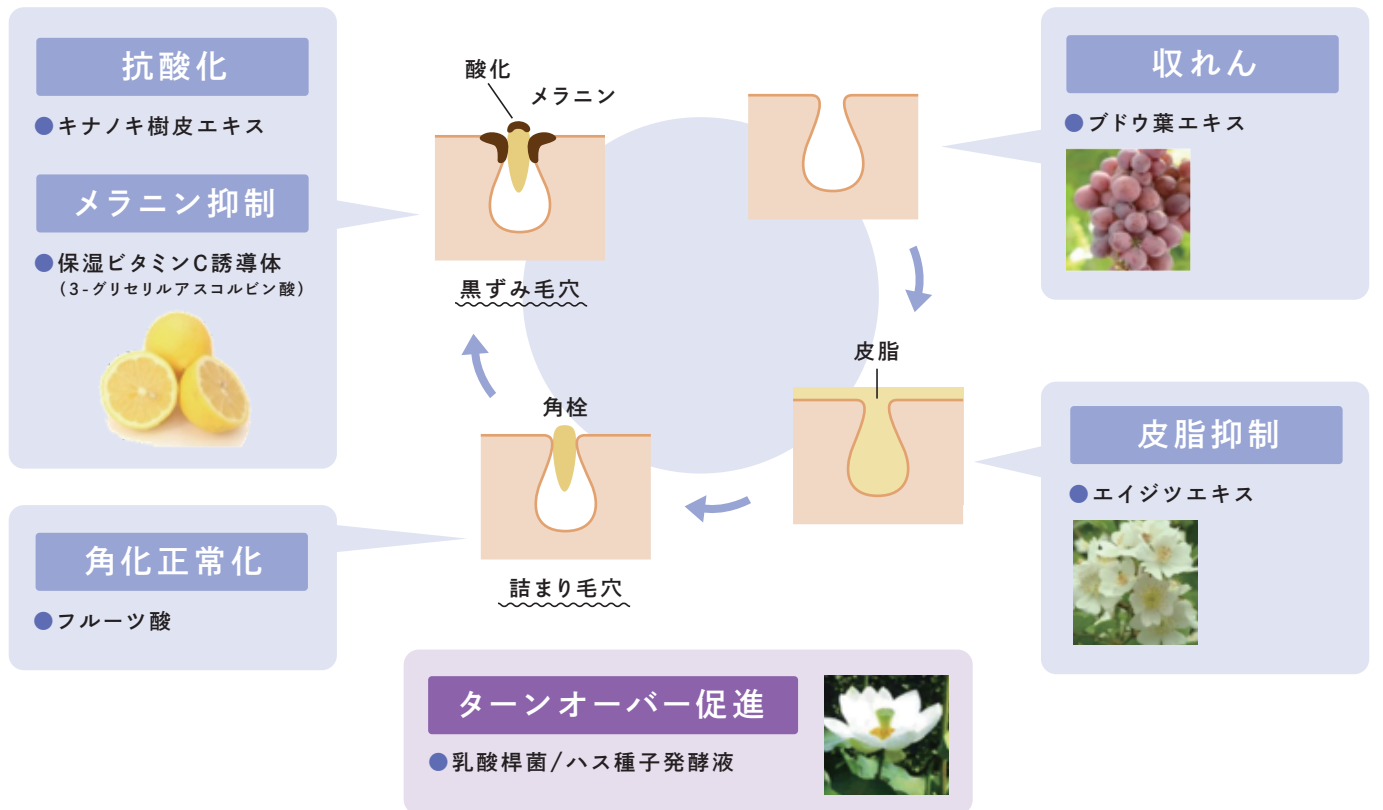 抗酸化
●キナノキ樹皮エキス
メラニン抑制
●保湿ビタミンC誘導体
(3-グリセリルアスコルビン酸)
酸化
メラニン
黒ずみ毛穴
収れん
●ブドウ葉エキス
皮脂
皮脂抑制
●エイジツエキス
角栓
詰まり毛穴
角化正常化
●フルーツ酸
ターンオーバー促進
●乳酸桿菌/ハス種子発酵液